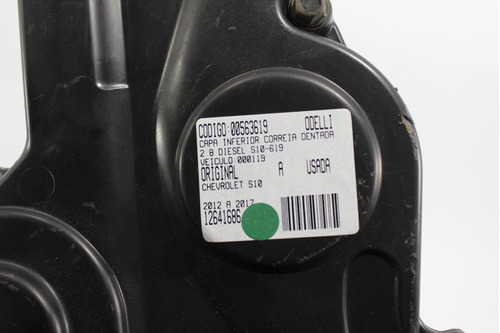 CODIGO:00563619 ODELLI
CAPA INFERIOR CORREIA DENTADA
2.8 DIESEL S10-619
VEICULO 000119
ORIGINAL A USADA
CHEVROLET S10
2012 A 2017
12641686